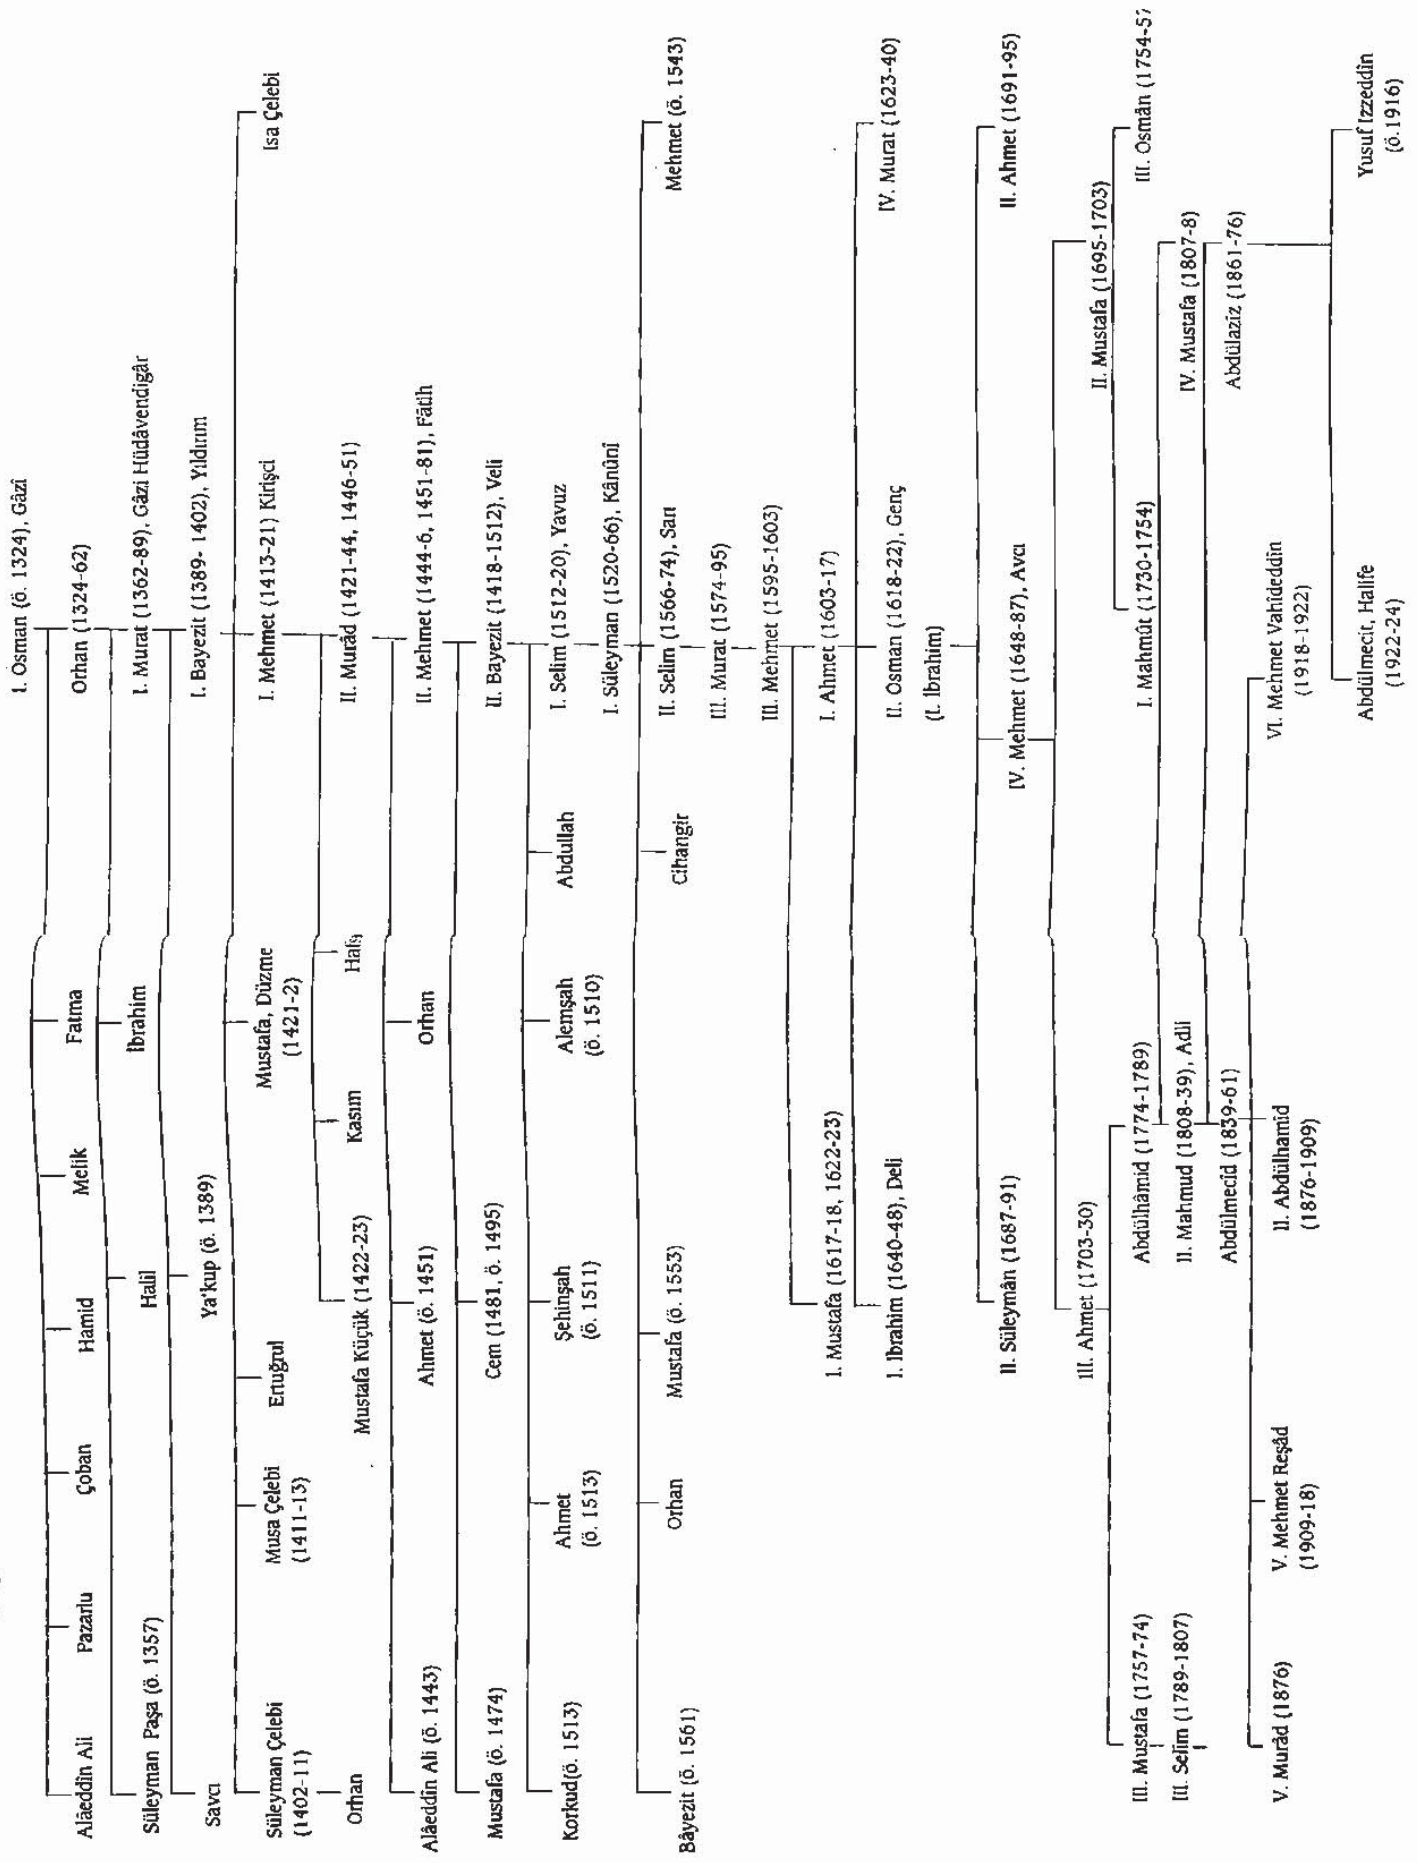 I. Osman (ö. 1324), Gâzî
Alâeddin Ali Pazarlu Çoban Hamid Melik Fatma Orhan (1324-62)
Süleyman Paşa (ö. 1357) Halil İbrahim I. Murat (1362-89), Gâzi Hüdâvendigâr
Savcı Ya'kup (ö. 1389) I. Bayezit (1389- 1402), Yıldırım
Süleyman Çelebi Musa Çelebi Ertuğrul Mustafa, Düzme I. Mehmet (1413-21) Kirişci Isa Çelebi
(1402-11) (1411-13) (1421-2)
Orhan Mustafa Küçük (1422-23) Kasım II. Murâd (1421-44, 1446-51)
Alâeddin Ali (ö. 1443) Ahmet (ö. 1451) Orhan II. Mehmet (1444-6, 1451-81), Fâtih
Mustafa (ö. 1474) Cem (1481, ö. 1495) II. Bayezit (1418-1512), Veli
Korkud(ö. 1513) Ahmet Şehinşah Alemşah Abdullah I. Selim (1512-20), Yavuz
(ö. 1513) (ö. 1511) (ö. 1510)
I. Süleyman (1520-66), Kânûnî
Bâyezit (ö. 1561) Orhan Mustafa (ö. 1553) Cihangir II. Selim (1566-74), Sarı Mehmet (ö. 1543)
III. Murat (1574-95)
III. Mehmet (1595-1603)
I. Mustafa (1617-18, 1622-23) I. Ahmet (1603-17)
I. Ibrahim (1640-48), Deli II. Osman (1618-22), Genç IV. Murat (1623-40)
(I. Ibrahim)
II. Süleymân (1687-91) IV. Mehmet (1648-87), Avcı II. Ahmet (1691-95)
III. Ahmet (1703-30) II. Mustafa (1695-1703)
III. Mustafa (1757-74) Abdülhâmid (1774-1789) I. Mahmût (1730-1754) III. Osmân (1754-57
III. Selim (1789-1807) II. Mahmud (1808-39), Adli IV. Mustafa (1807-8)
Abdülmecid (1839-61) Abdülaziz (1861-76)
V. Murâd (1876) V. Mehmet Reşâd II. Abdülhamid VI. Mehmet Vahideddin
(1909-18) (1876-1909) (1918-1922)
Abdülmecit, Halife Yusuf Izzeddin
(1922-24) (ö.1916)